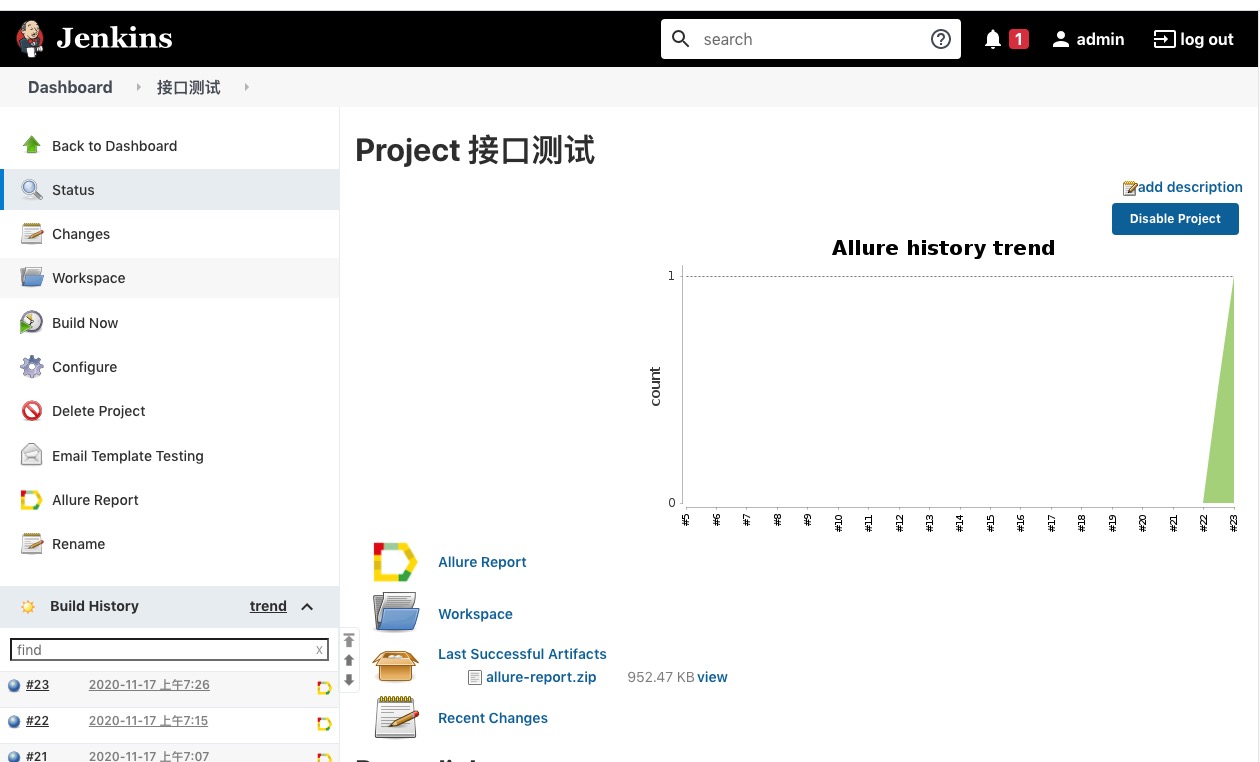 Jenkins
search
1
admin
log out
Dashboard
接口测试
Back to Dashboard
Status
Changes
Workspace
Build Now
Configure
Delete Project
Email Template Testing
Allure Report
Rename
Build History
trend
find
x
#23 2020-11-17 上午7:26
#22 2020-11-17 上午7:15
#21 2020-11-17 上午7:07
Project 接口测试
add description
Disable Project
Allure history trend
1
count
0
#5 #6 #7 #8 #9 #10 #11 #12 #13 #14 #15 #16 #17 #18 #19 #20 #21 #22 #23
Allure Report
Workspace
Last Successful Artifacts
allure-report.zip 952.47 KB view
Recent Changes